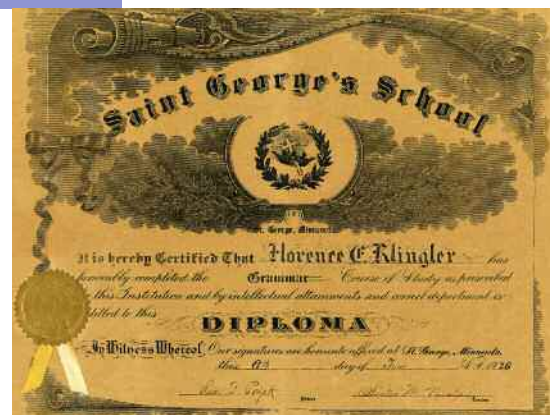 Saint George's School
St. George, Minnesota
It is hereby Certified That Florence E. Klingler has
honorably completed the Grammar Course of Study as prescribed
by this Institution and by intellectual attainments and correct deportment is
entitled to this
DIPLOMA
In Witness Whereof, Our signatures are hereunto affixed at St. George, Minnesota,
this day of June 1926